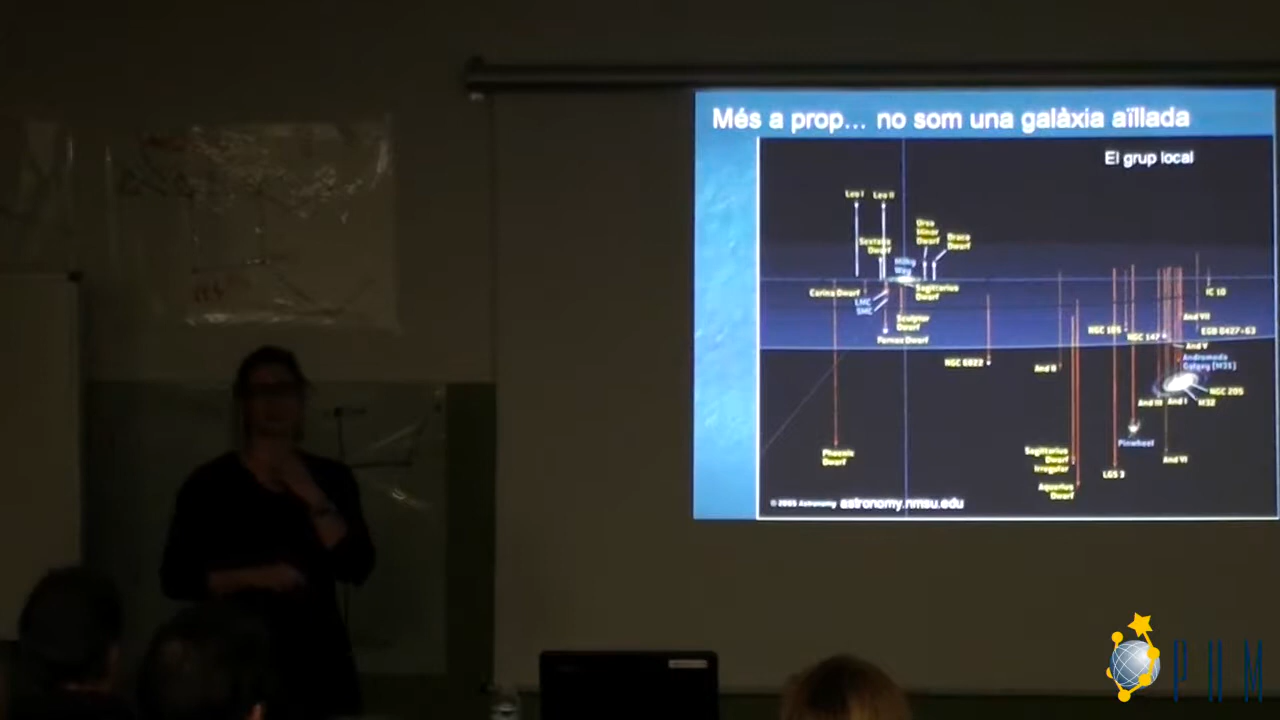 Més a prop... no som una galàxia aïllada
El grup local
Leo I
Leo II
Ursa
Minor
Dwarf
Draco
Dwarf
Sextans
Dwarf
Milky
Way
Carina Dwarf
Sagittarius
Dwarf
LMC
SMC
Sculptor
Dwarf
Fornax Dwarf
IC 10
And VII
EGB 0427+63
NGC 185
NGC 147
And V
Andromeda
Galaxy (M31)
NGC 6822
And II
NGC 205
And III
And I
M32
Pinwheel
Phoenix
Dwarf
Sagittarius
Dwarf
Irregular
And VI
LGS 3
Aquarius
Dwarf
© 2005 Astronomy
astronomy.nmsu.edu
PUM